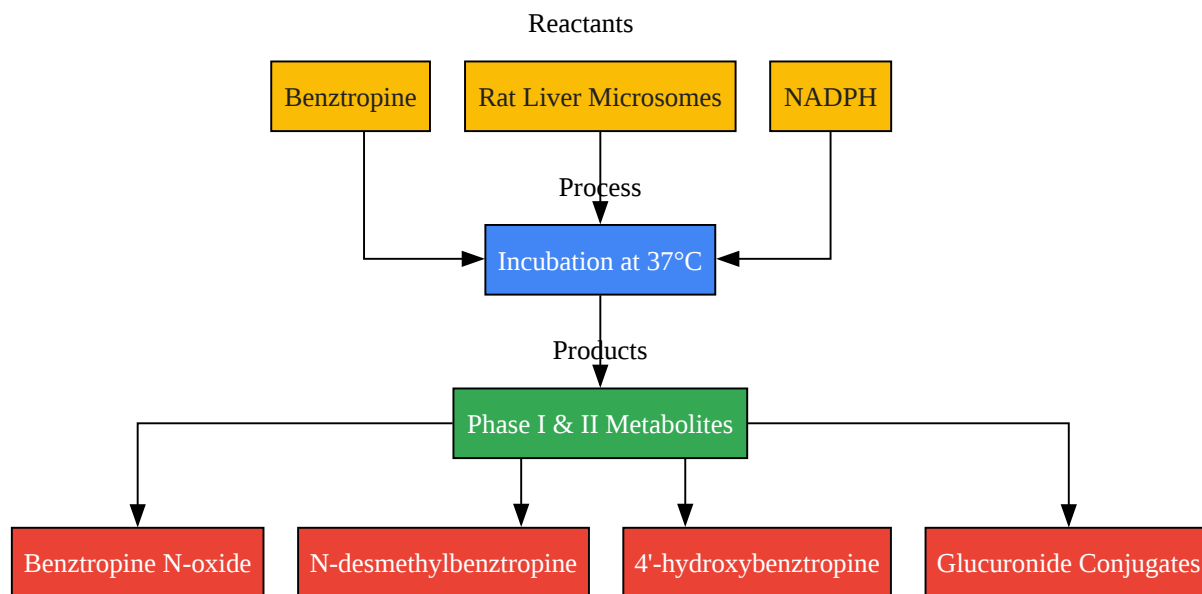 Reactants
Benztropine
Rat Liver Microsomes
NADPH
Process
Incubation at 37°C
Products
Phase I & II Metabolites
Benztropine N-oxide
N-desmethylbenztropine
4'-hydroxybenztropine
Glucuronide Conjugates